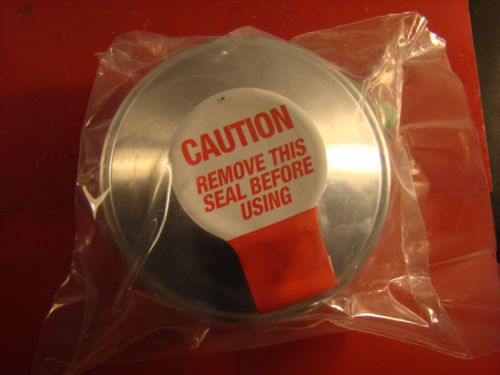 CAUTION
REMOVE THIS
SEAL BEFORE
USING